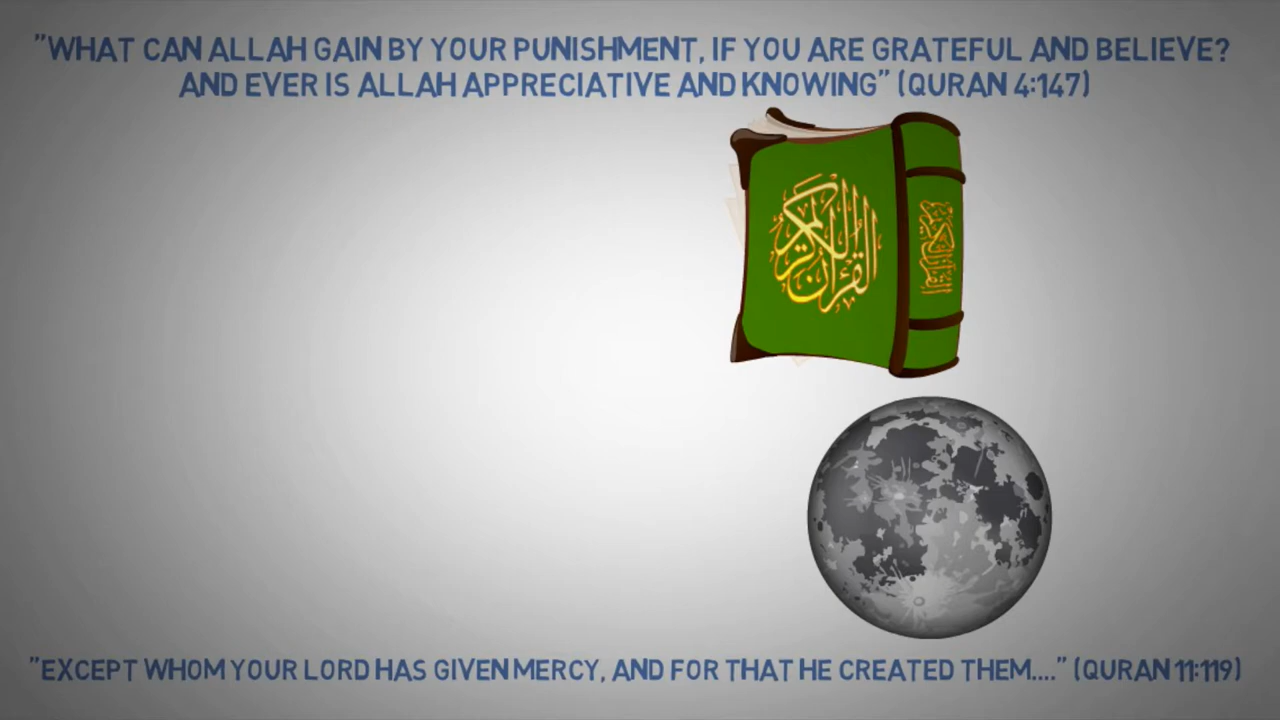 "WHAT CAN ALLAH GAIN BY YOUR PUNISHMENT, IF YOU ARE GRATEFUL AND BELIEVE?
AND EVER IS ALLAH APPRECIATIVE AND KNOWING" (QURAN 4:147)
القرآن الكريم
القرآن الكريم
"EXCEPT WHOM YOUR LORD HAS GIVEN MERCY, AND FOR THAT HE CREATED THEM...." (QURAN 11:119)